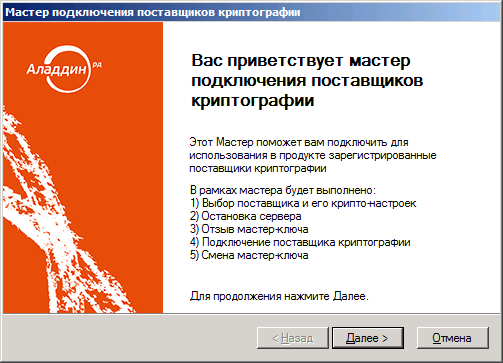 Мастер подключения поставщиков криптографии
Аладдин РД
Вас приветствует мастер
подключения поставщиков
криптографии
Этот Мастер поможет вам подключить для
использования в продукте зарегистрированные
поставщики криптографии
В рамках мастера будет выполнено:
1) Выбор поставщика и его крипто-настроек
2) Остановка сервера
3) Отзыв мастер-ключа
4) Подключение поставщика криптографии
5) Смена мастер-ключа
Для продолжения нажмите Далее.
< Назад
Далее >
Отмена